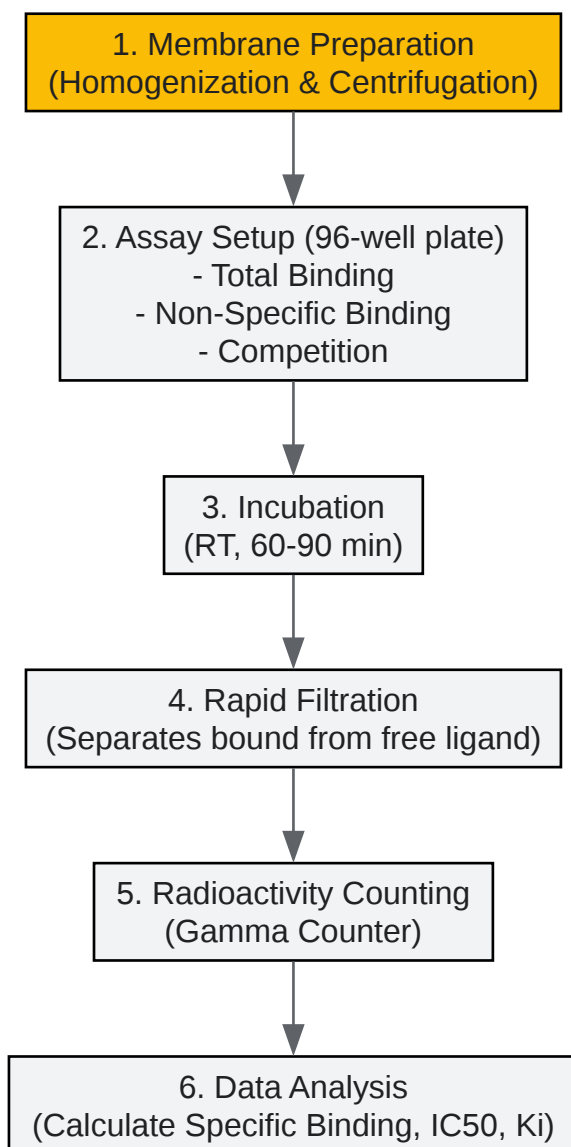 1. Membrane Preparation
(Homogenization & Centrifugation)
2. Assay Setup (96-well plate)
- Total Binding
- Non-Specific Binding
- Competition
3. Incubation
(RT, 60-90 min)
4. Rapid Filtration
(Separates bound from free ligand)
5. Radioactivity Counting
(Gamma Counter)
6. Data Analysis
(Calculate Specific Binding, IC50, Ki)